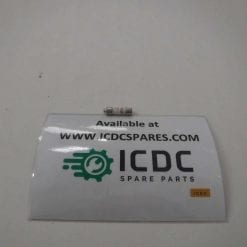 Available at
WWW.ICDCSPARES.COM
ICDC
SPARE PARTS